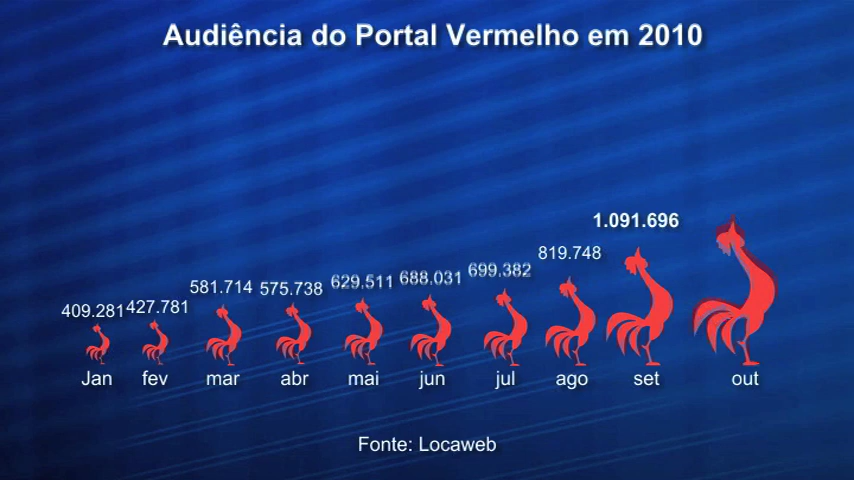 Audiência do Portal Vermelho em 2010
1.091.696
819.748
699.382
688.031
629.511
581.714 575.738
409.281 427.781
Jan fev mar abr mai jun jul ago set out
Fonte: Locaweb